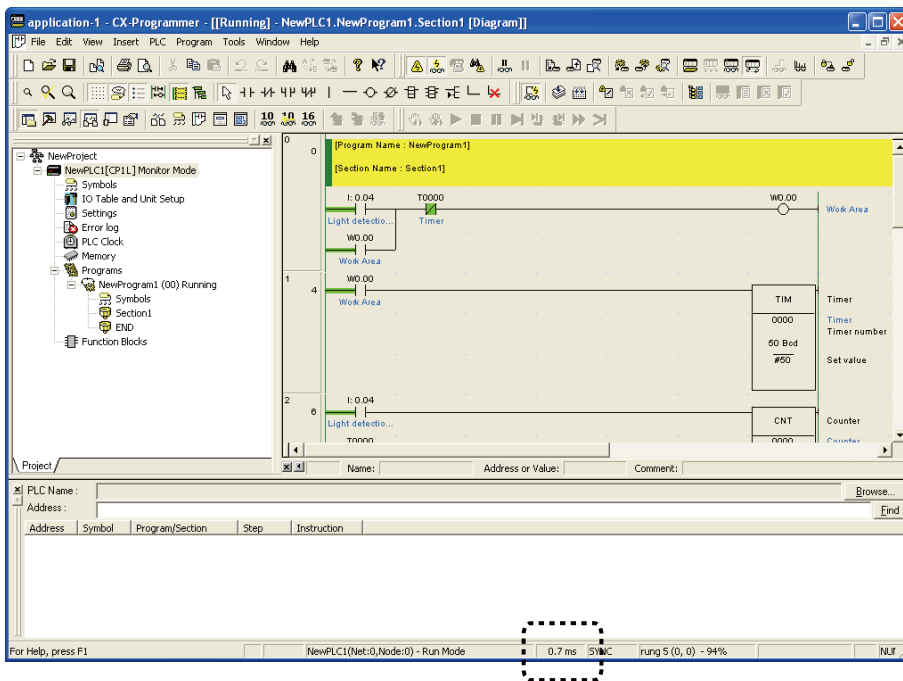 application-1 - CX-Programmer - [[Running] - NewPLC1.NewProgram1.Section1 [Diagram]]
File Edit View Insert PLC Program Tools Window Help
10 10 16
NewProject
NewPLC1[CP1L] Monitor Mode
Symbols
IO Table and Unit Setup
Settings
Error log
PLC Clock
Memory
Programs
NewProgram1 (00) Running
Symbols
Section1
END
Function Blocks
Project
0
0
[Program Name : NewProgram1]
[Section Name : Section1]
I: 0.04 T0000 W0.00
Work Area
Light detectio... Timer
W0.00
Work Area
1
4
W0.00
Work Area
TIM Timer
0000 Timer
Timer number
50 Bcd
#50 Set value
2
6
I: 0.04
Light detectio...
CNT Counter
T0000
0000 Counter
Name: Address or Value: Comment:
PLC Name : Browse...
Address : Find
Address Symbol Program/Section Step Instruction
For Help, press F1 NewPLC1(Net:0,Node:0) - Run Mode 0.7 ms SYNC rung 5 (0, 0) - 94%